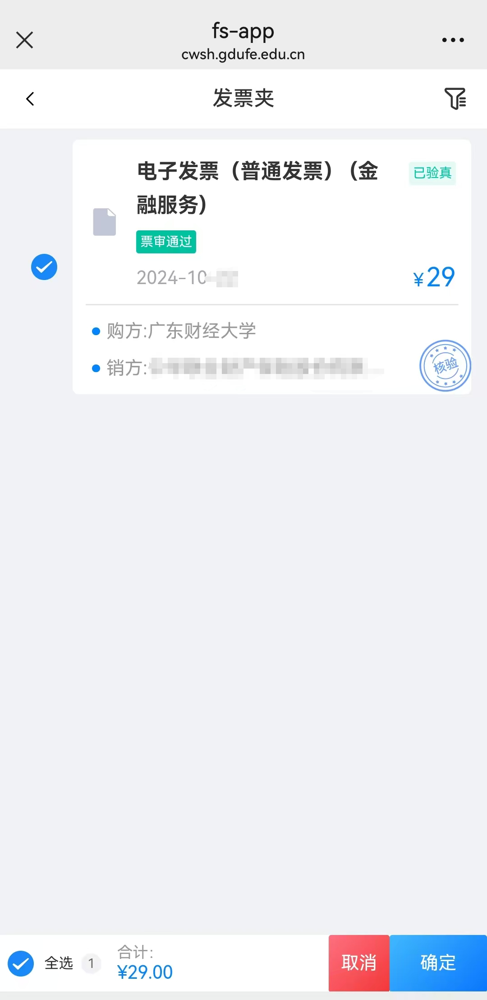 fs-app
cwsh.gdufe.edu.cn
发票夹
电子发票（普通发票）（金
融服务）
已验真
票审通过
2024-10
¥29
购方:广东财经大学
销方:
核验
全选 1
合计:
¥29.00
取消
确定